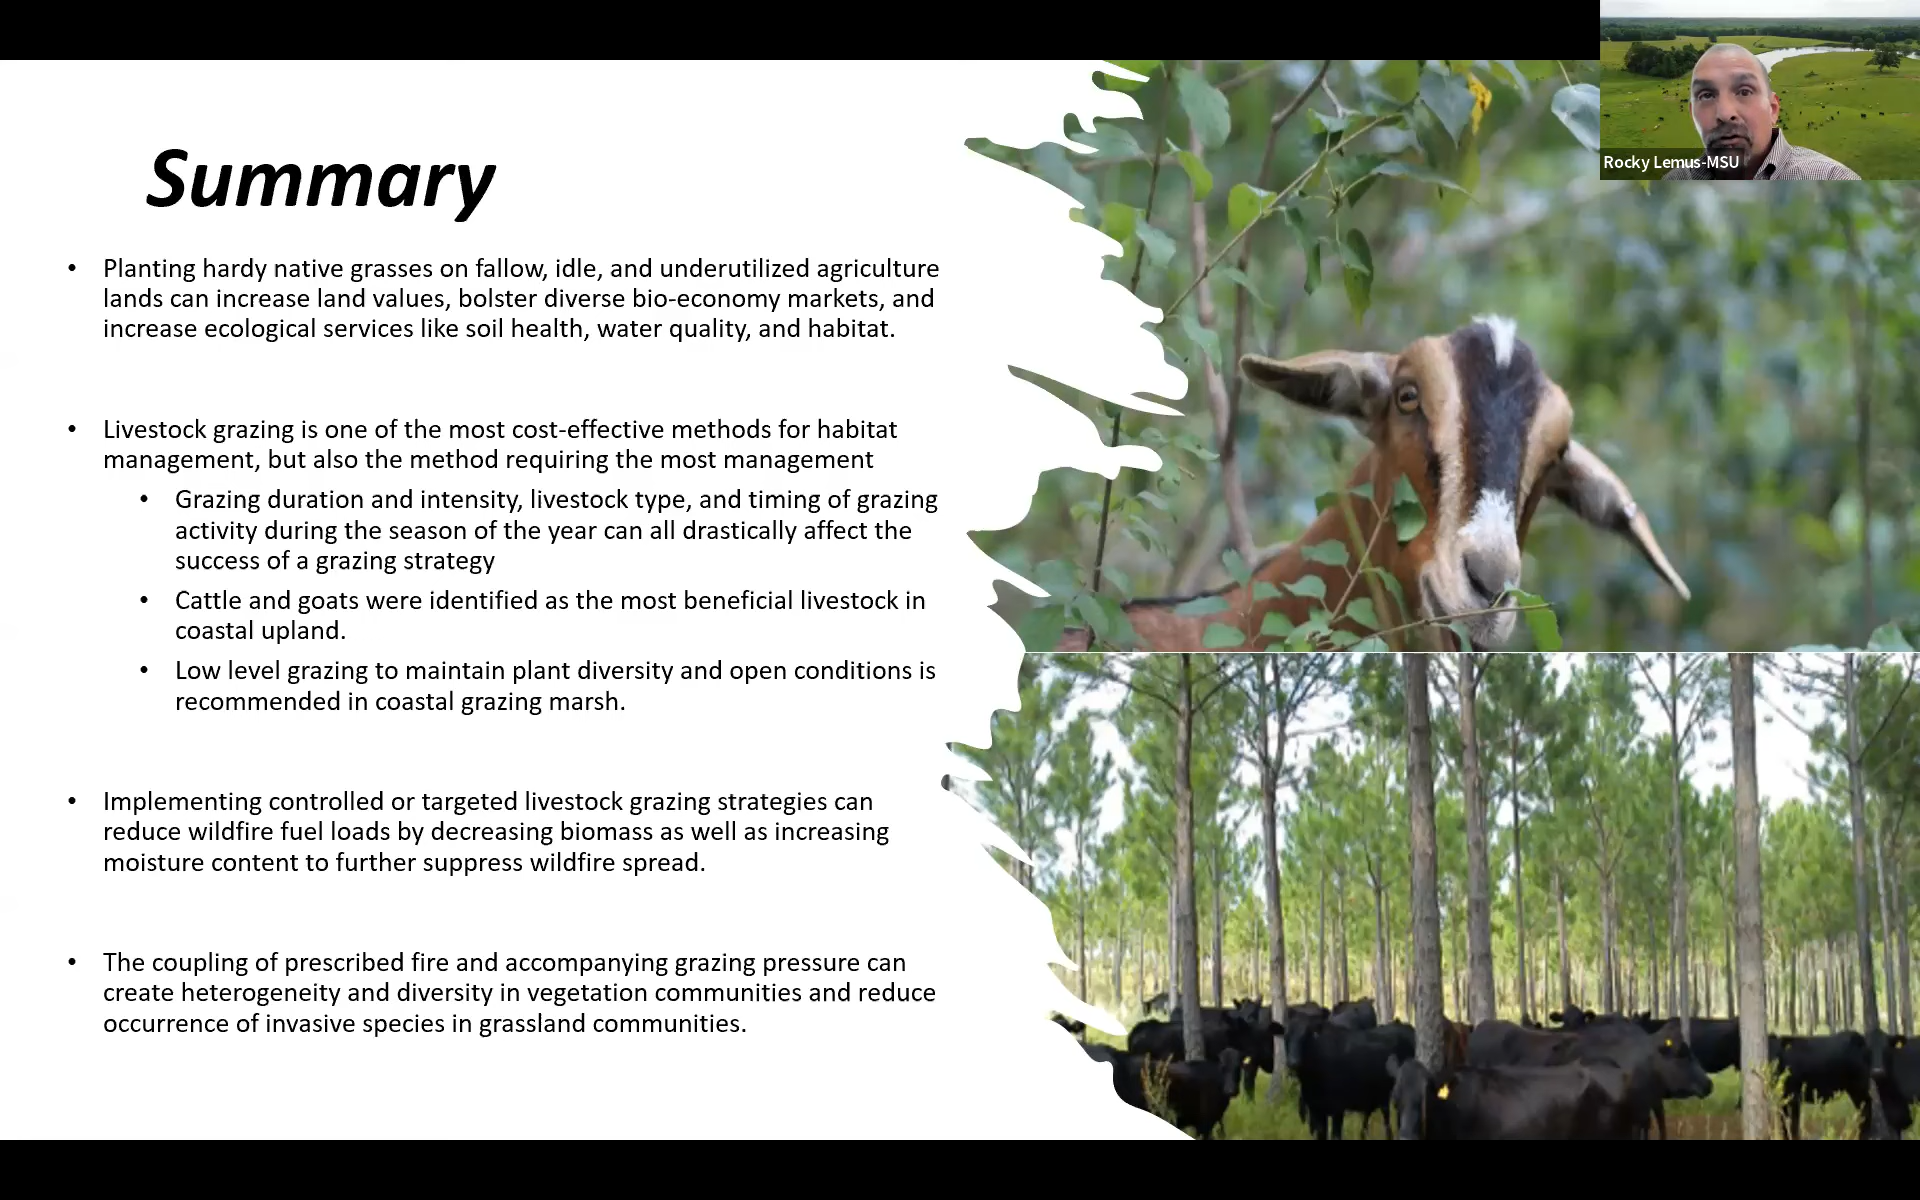 Rocky Lemus-MSU
Summary
• Planting hardy native grasses on fallow, idle, and underutilized agriculture
lands can increase land values, bolster diverse bio-economy markets, and
increase ecological services like soil health, water quality, and habitat.
• Livestock grazing is one of the most cost-effective methods for habitat
management, but also the method requiring the most management
• Grazing duration and intensity, livestock type, and timing of grazing
activity during the season of the year can all drastically affect the
success of a grazing strategy
• Cattle and goats were identified as the most beneficial livestock in
coastal upland.
• Low level grazing to maintain plant diversity and open conditions is
recommended in coastal grazing marsh.
• Implementing controlled or targeted livestock grazing strategies can
reduce wildfire fuel loads by decreasing biomass as well as increasing
moisture content to further suppress wildfire spread.
• The coupling of prescribed fire and accompanying grazing pressure can
create heterogeneity and diversity in vegetation communities and reduce
occurrence of invasive species in grassland communities.